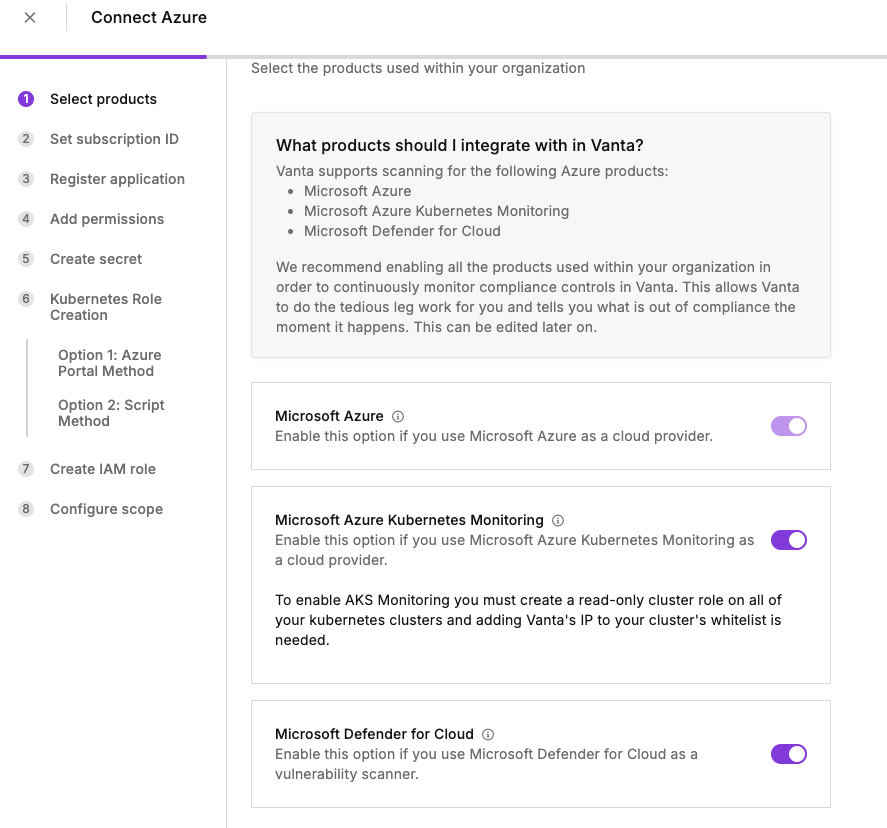 Connect Azure
Select the products used within your organization
1 Select products
2 Set subscription ID
3 Register application
4 Add permissions
5 Create secret
6 Kubernetes Role
Creation
Option 1: Azure
Portal Method
Option 2: Script
Method
7 Create IAM role
8 Configure scope
What products should I integrate with in Vanta?
Vanta supports scanning for the following Azure products:
• Microsoft Azure
• Microsoft Azure Kubernetes Monitoring
• Microsoft Defender for Cloud
We recommend enabling all the products used within your organization in
order to continuously monitor compliance controls in Vanta. This allows Vanta
to do the tedious leg work for you and tells you what is out of compliance the
moment it happens. This can be edited later on.
Microsoft Azure
Enable this option if you use Microsoft Azure as a cloud provider.
Microsoft Azure Kubernetes Monitoring
Enable this option if you use Microsoft Azure Kubernetes Monitoring as
a cloud provider.
To enable AKS Monitoring you must create a read-only cluster role on all of
your kubernetes clusters and adding Vanta's IP to your cluster's whitelist is
needed.
Microsoft Defender for Cloud
Enable this option if you use Microsoft Defender for Cloud as a
vulnerability scanner.